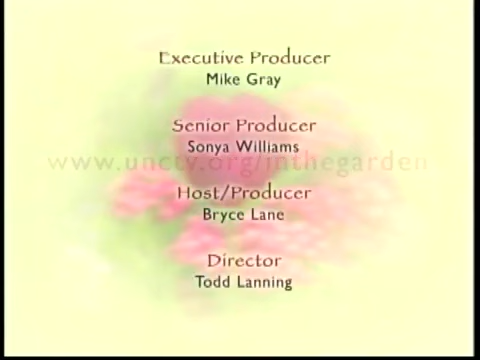 Executive Producer
Mike Gray
Senior Producer
Sonya Williams
www.unctv.org/inthegarden
Host/Producer
Bryce Lane
Director
Todd Lanning